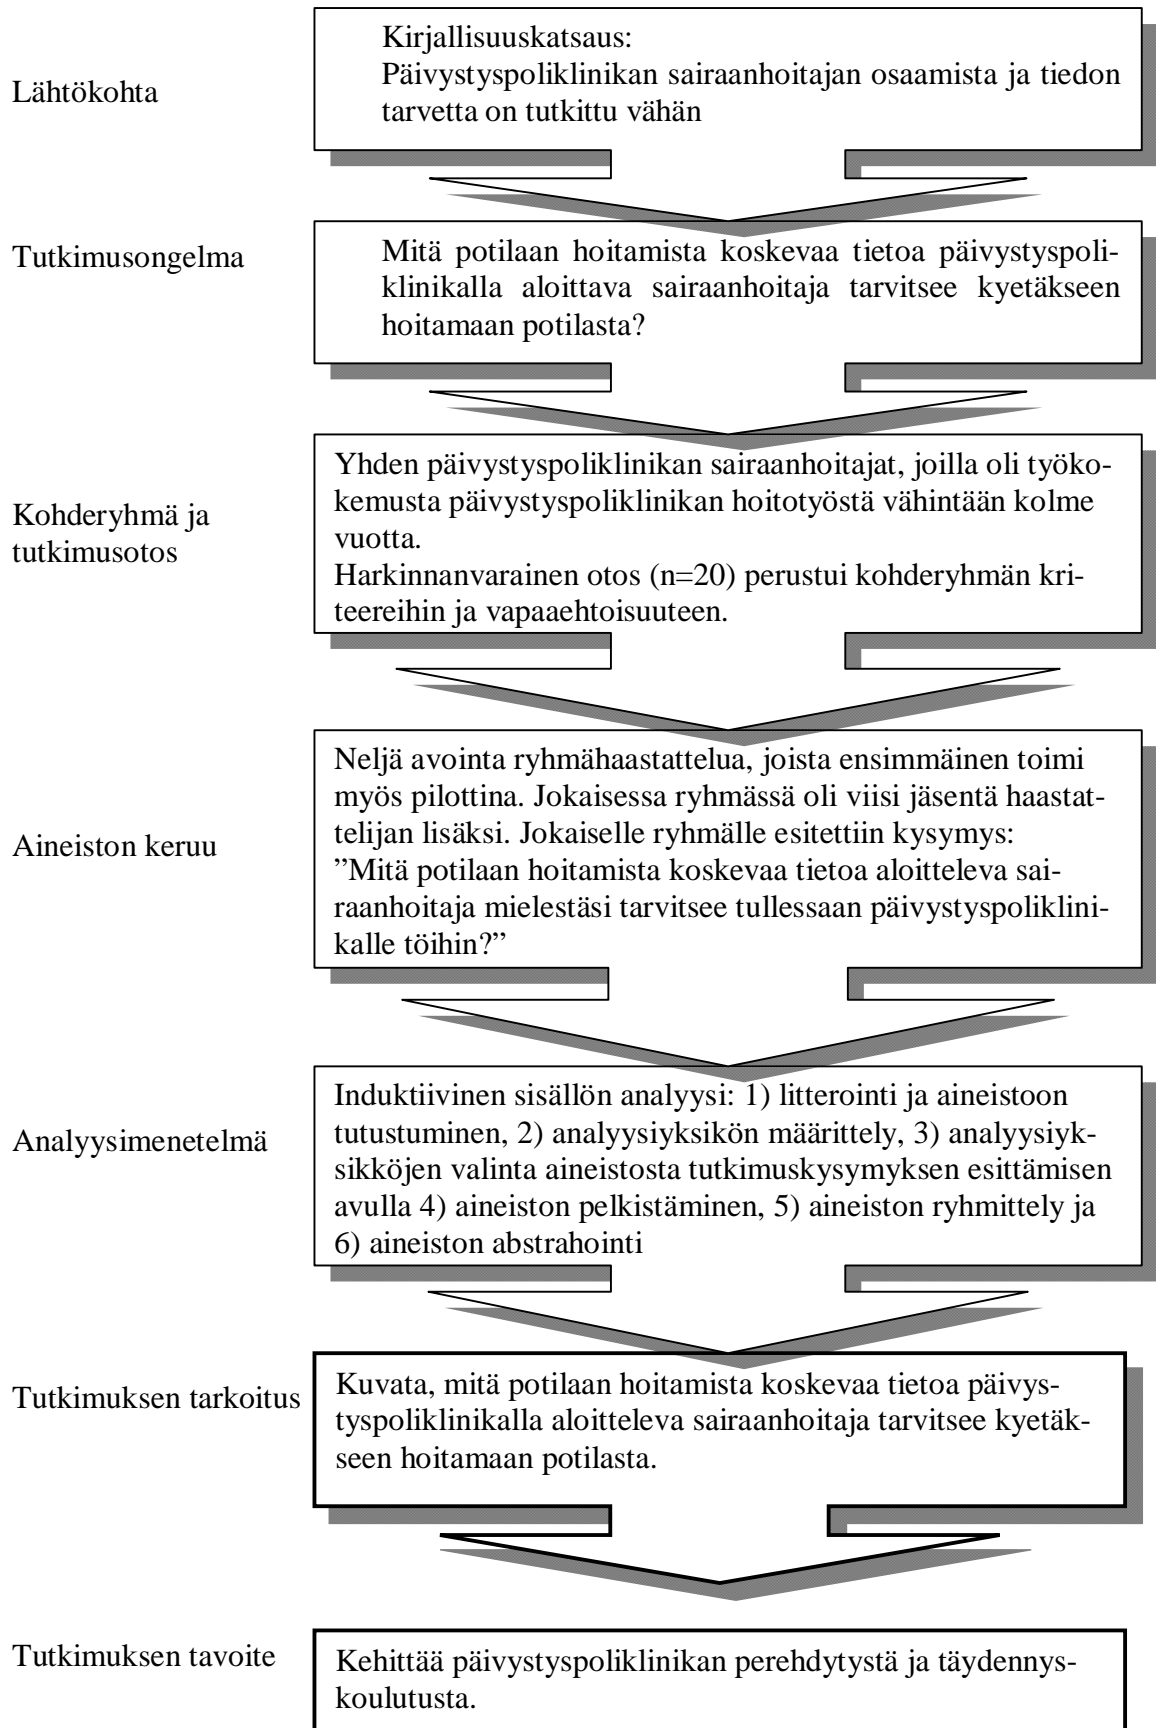 Kirjallisuuskatsaus:
Lähtökohta
Päivystyspoliklinikan sairaanhoitajan osaamista ja tiedon
tarvetta on tutkittu vähän
Tutkimusongelma
Mitä potilaan hoitamista koskevaa tietoa päivystyspoli-
klinikalla aloittava sairaanhoitaja tarvitsee kyetäkseen
hoitamaan potilasta?
Kohderyhmä ja
tutkimusotos
Yhden päivystyspoliklinikan sairaanhoitajat, joilla oli työko-
kemusta päivystyspoliklinikan hoitotyöstä vähintään kolme
vuotta.
Harkinnanvarainen otos (n=20) perustui kohderyhmän kri-
teereihin ja vapaaehtoisuuteen.
Aineiston keruu
Neljä avointa ryhmähaastattelua, joista ensimmäinen toimi
myös pilottina. Jokaisessa ryhmässä oli viisi jäsentä haastat-
telijan lisäksi. Jokaiselle ryhmälle esitettiin kysymys:
”Mitä potilaan hoitamista koskevaa tietoa aloitteleva sai-
raanhoitaja mielestäsi tarvitsee tullessaan päivystyspoliklini-
kalle töihin?”
Analyysimenetelmä
Induktiivinen sisällön analyysi: 1) litterointi ja aineistoon
tutustuminen, 2) analyysiyksikön määrittely, 3) analyysiyk-
sikköjen valinta aineistosta tutkimuskysymyksen esittämisen
avulla 4) aineiston pelkistäminen, 5) aineiston ryhmittely ja
6) aineiston abstrahointi
Tutkimuksen tarkoitus
Kuvata, mitä potilaan hoitamista koskevaa tietoa päivys-
tyspoliklinikalla aloitteleva sairaanhoitaja tarvitsee kyetäk-
seen hoitamaan potilasta.
Tutkimuksen tavoite
Kehittää päivystyspoliklinikan perehdytystä ja täydennys-
koulutusta.